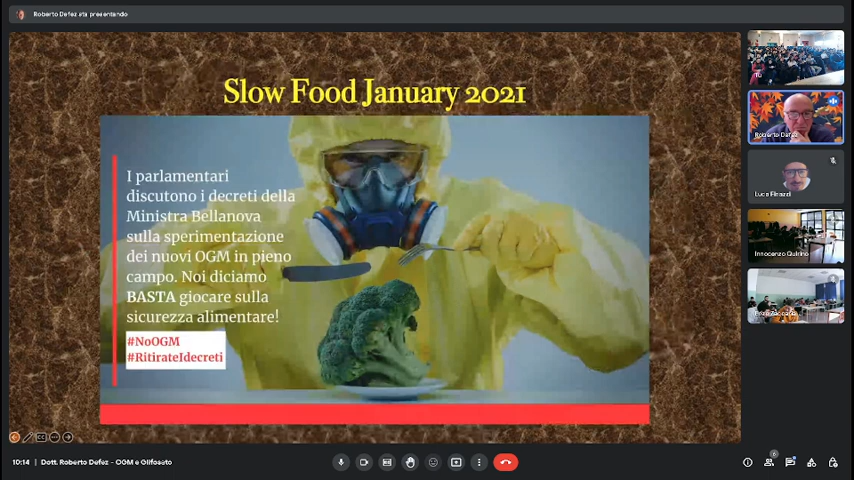 Roberto Defez sta presentando
Slow Food January 2021
I parlamentari
discutono i decreti della
Ministra Bellanova
sulla sperimentazione
dei nuovi OGM in pieno
campo. Noi diciamo
BASTA giocare sulla
sicurezza alimentare!
#NoOGM
#RitirateIdecreti
Tu
Roberto Defez
Innocenzo Quirino
10:14 | Dott. Roberto Defez - OGM e Glifosato
6